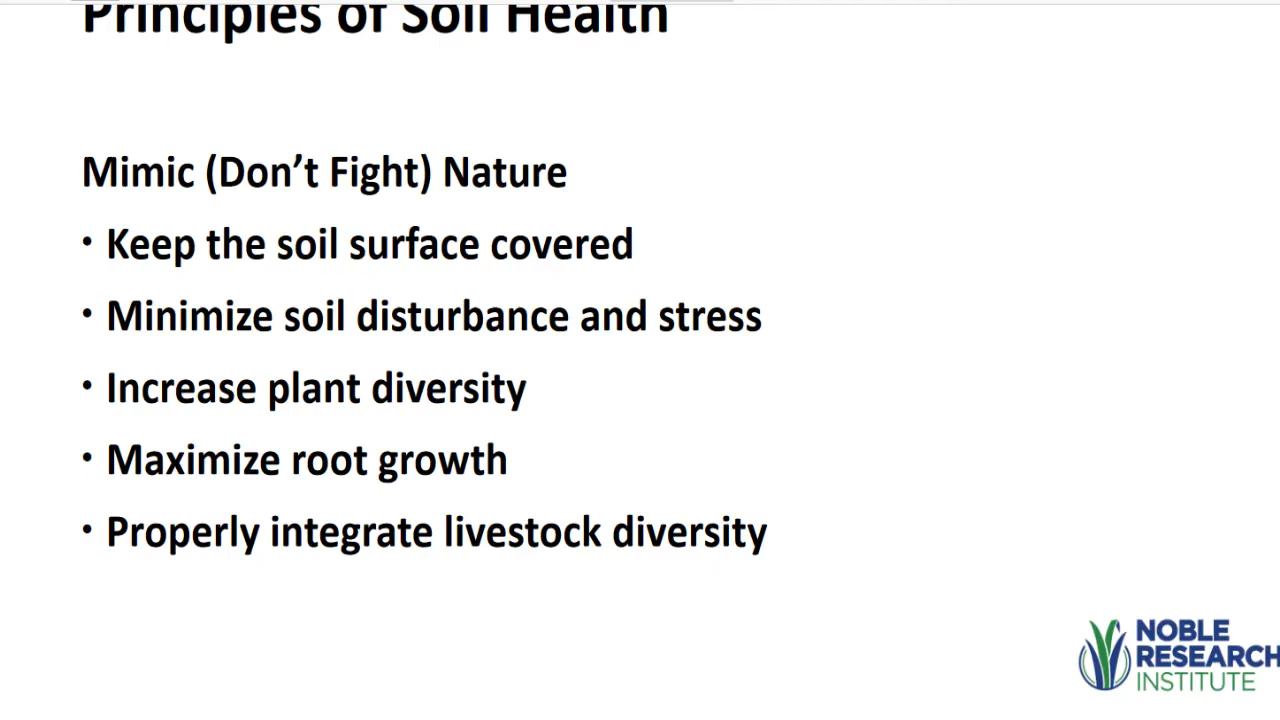 Principles of Soil Health
Mimic (Don’t Fight) Nature
• Keep the soil surface covered
• Minimize soil disturbance and stress
• Increase plant diversity
• Maximize root growth
• Properly integrate livestock diversity
NOBLE
RESEARCH
INSTITUTE